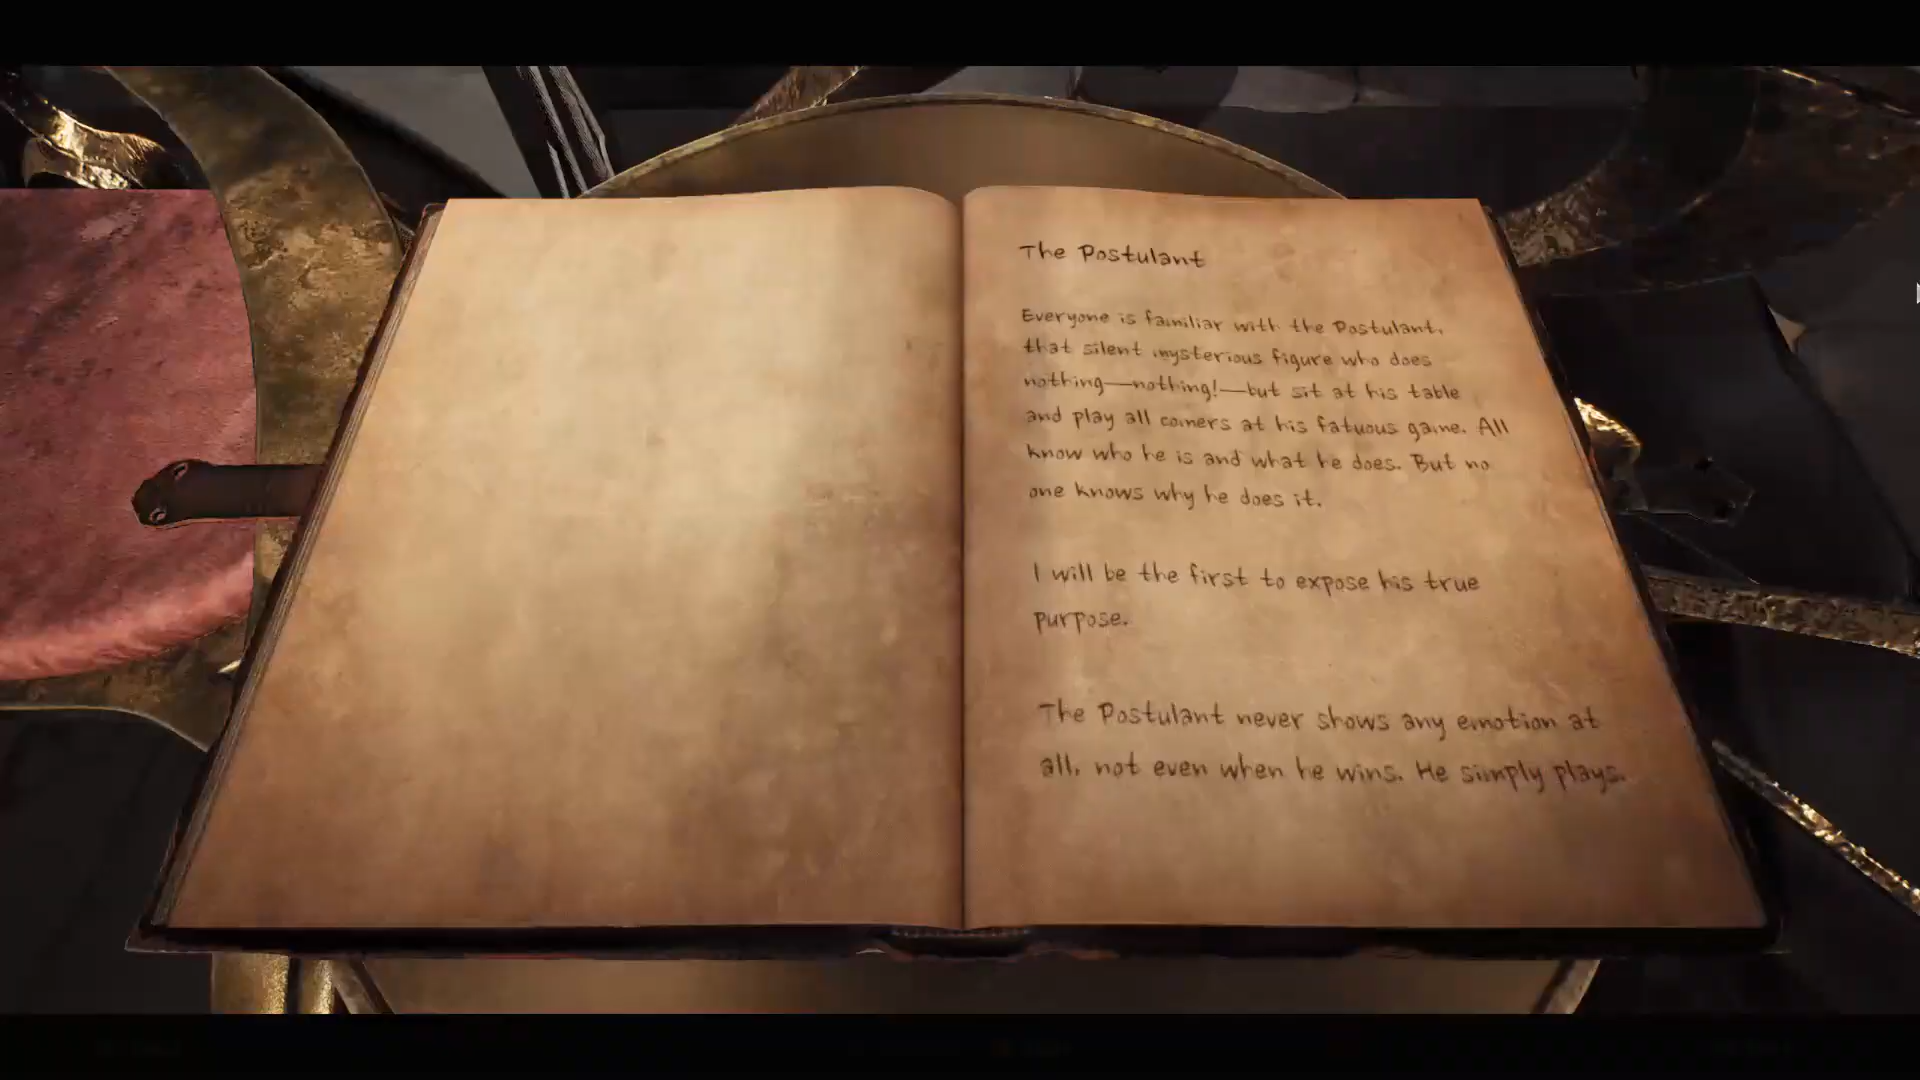 The Postulant
Everyone is familiar with the Postulant,
that silent mysterious figure who does
nothing—nothing!—but sit at his table
and play all comers at his fatuous game. All
know who he is and what he does. But no
one knows why he does it.
I will be the first to expose his true
purpose.
The Postulant never shows any emotion at
all, not even when he wins. He simply plays.